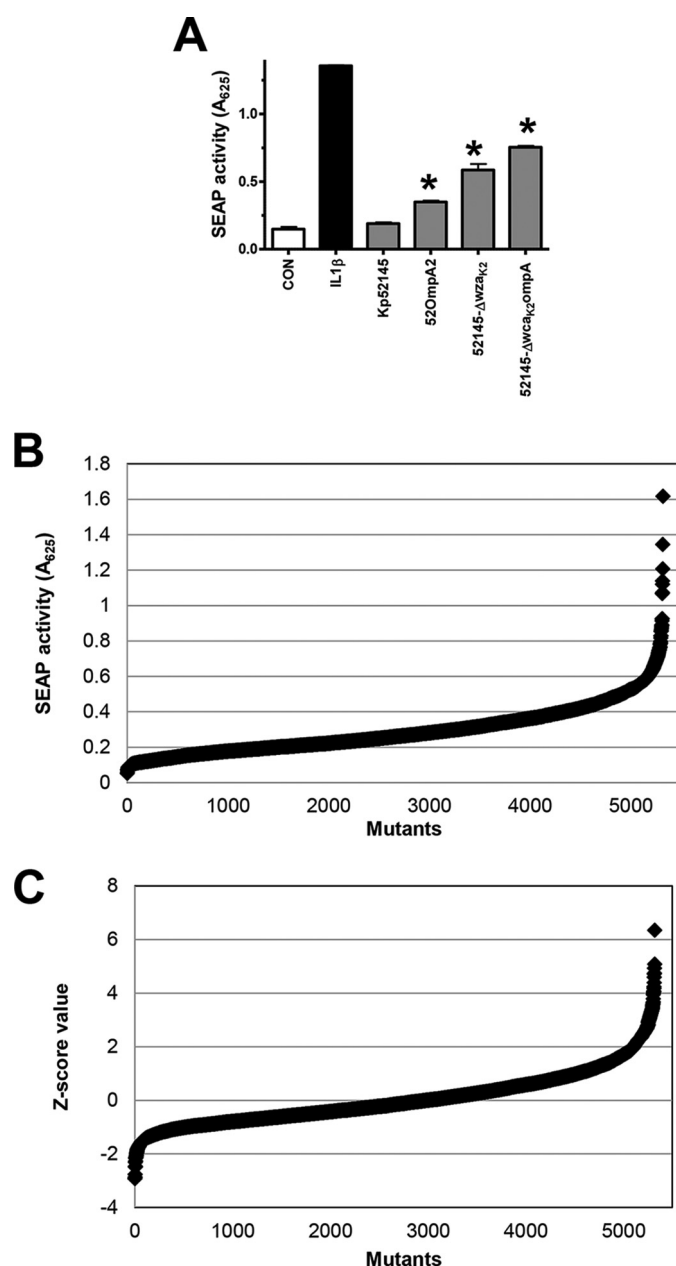 A
SEAP activity (A625)
1.0
0.5
0.0
* * *
CON
IL1β
Kp52145
52OmpA2
52145-ΔwzaK2
52145-ΔwcaK2ompA
B
SEAP activity (A625)
1.8
1.6
1.4
1.2
1
0.8
0.6
0.4
0.2
0
0 1000 2000 3000 4000 5000
Mutants
C
Z-score value
8
6
4
2
0
-2
-4
0 1000 2000 3000 4000 5000
Mutants